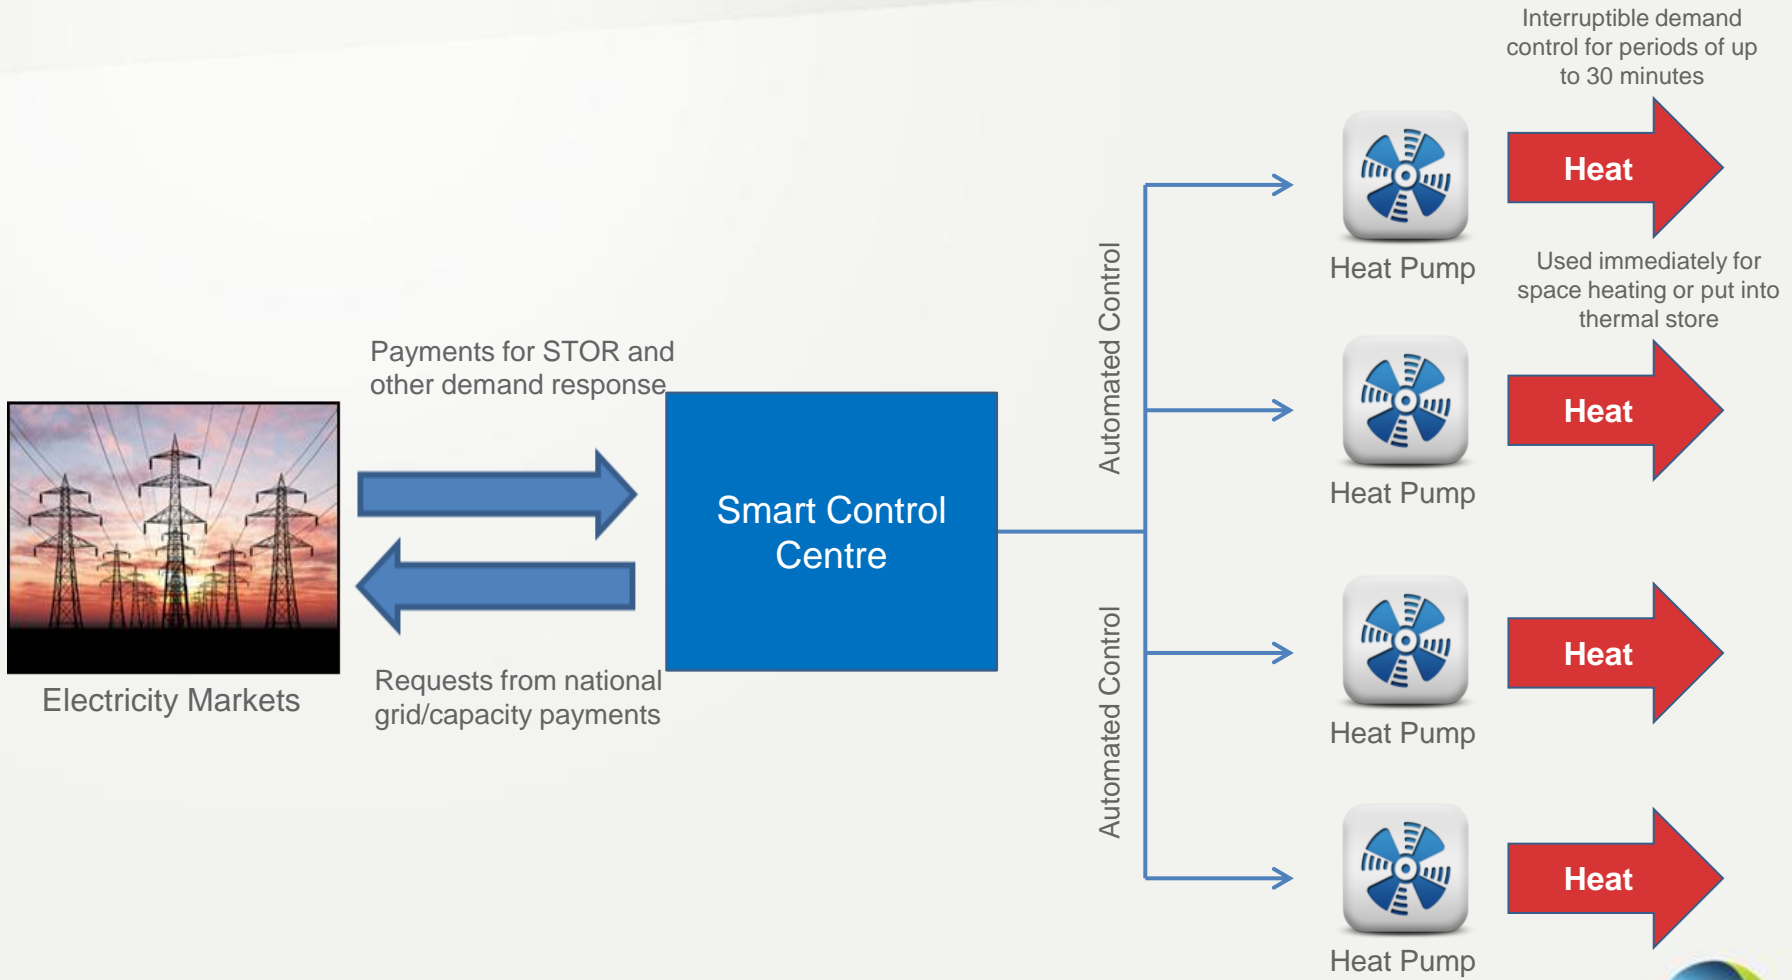 Interruptible demand
control for periods of up
to 30 minutes
Heat
Heat Pump
Used immediately for
space heating or put into
thermal store
Automated Control
Payments for STOR and
other demand response
Heat
Heat Pump
Smart Control
Centre
Electricity Markets
Requests from national
grid/capacity payments
Automated Control
Heat
Heat Pump
Heat
Heat Pump